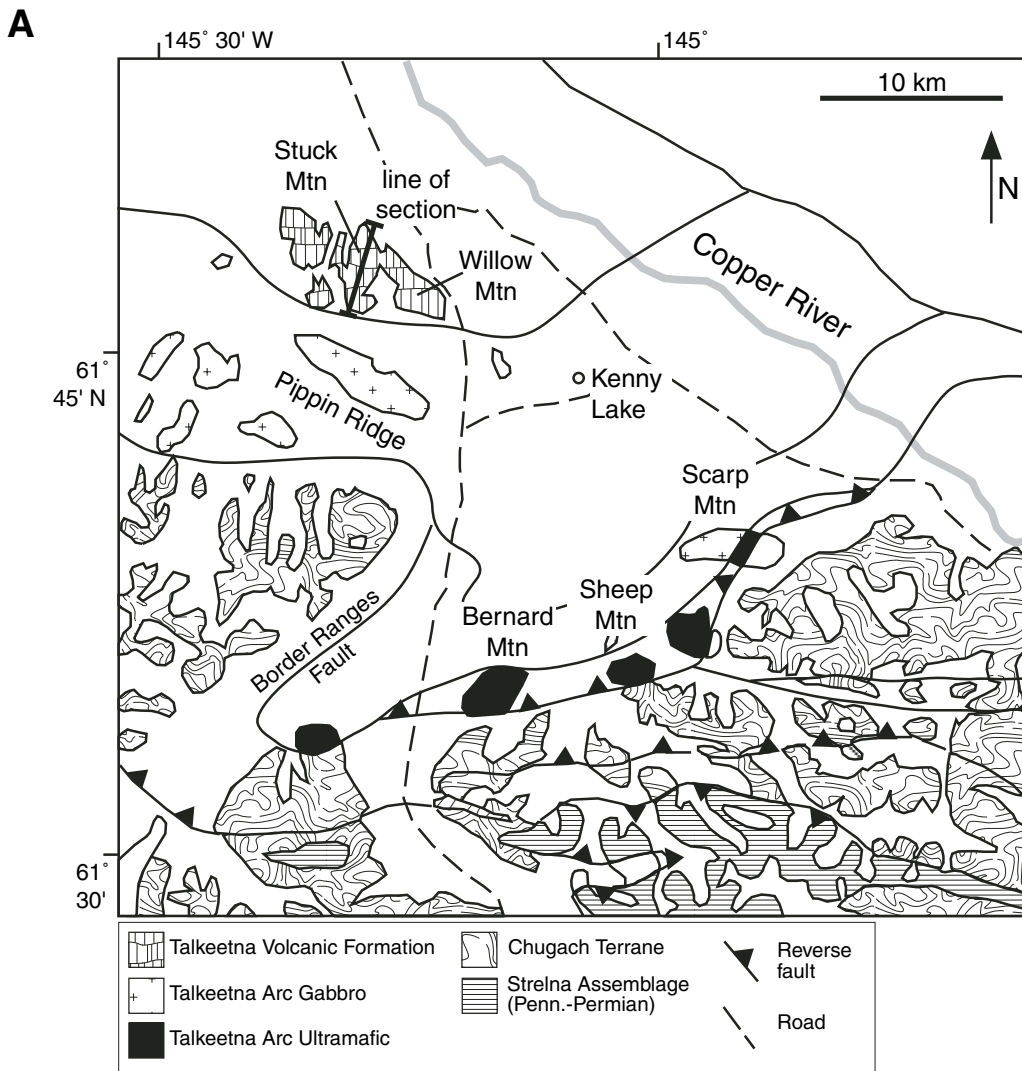 A
145° 30' W
145°
10 km
N
Stuck
Mtn
line of
section
Willow
Mtn
Copper River
61°
45' N
Pippin Ridge
Kenny
Lake
Scarp
Mtn
Sheep
Mtn
Bernard
Mtn
Border Ranges
Fault
61°
30'
Talkeetna Volcanic Formation
Talkeetna Arc Gabbro
Talkeetna Arc Ultramafic
Chugach Terrane
Strelna Assemblage
(Penn.-Permian)
Reverse
fault
Road